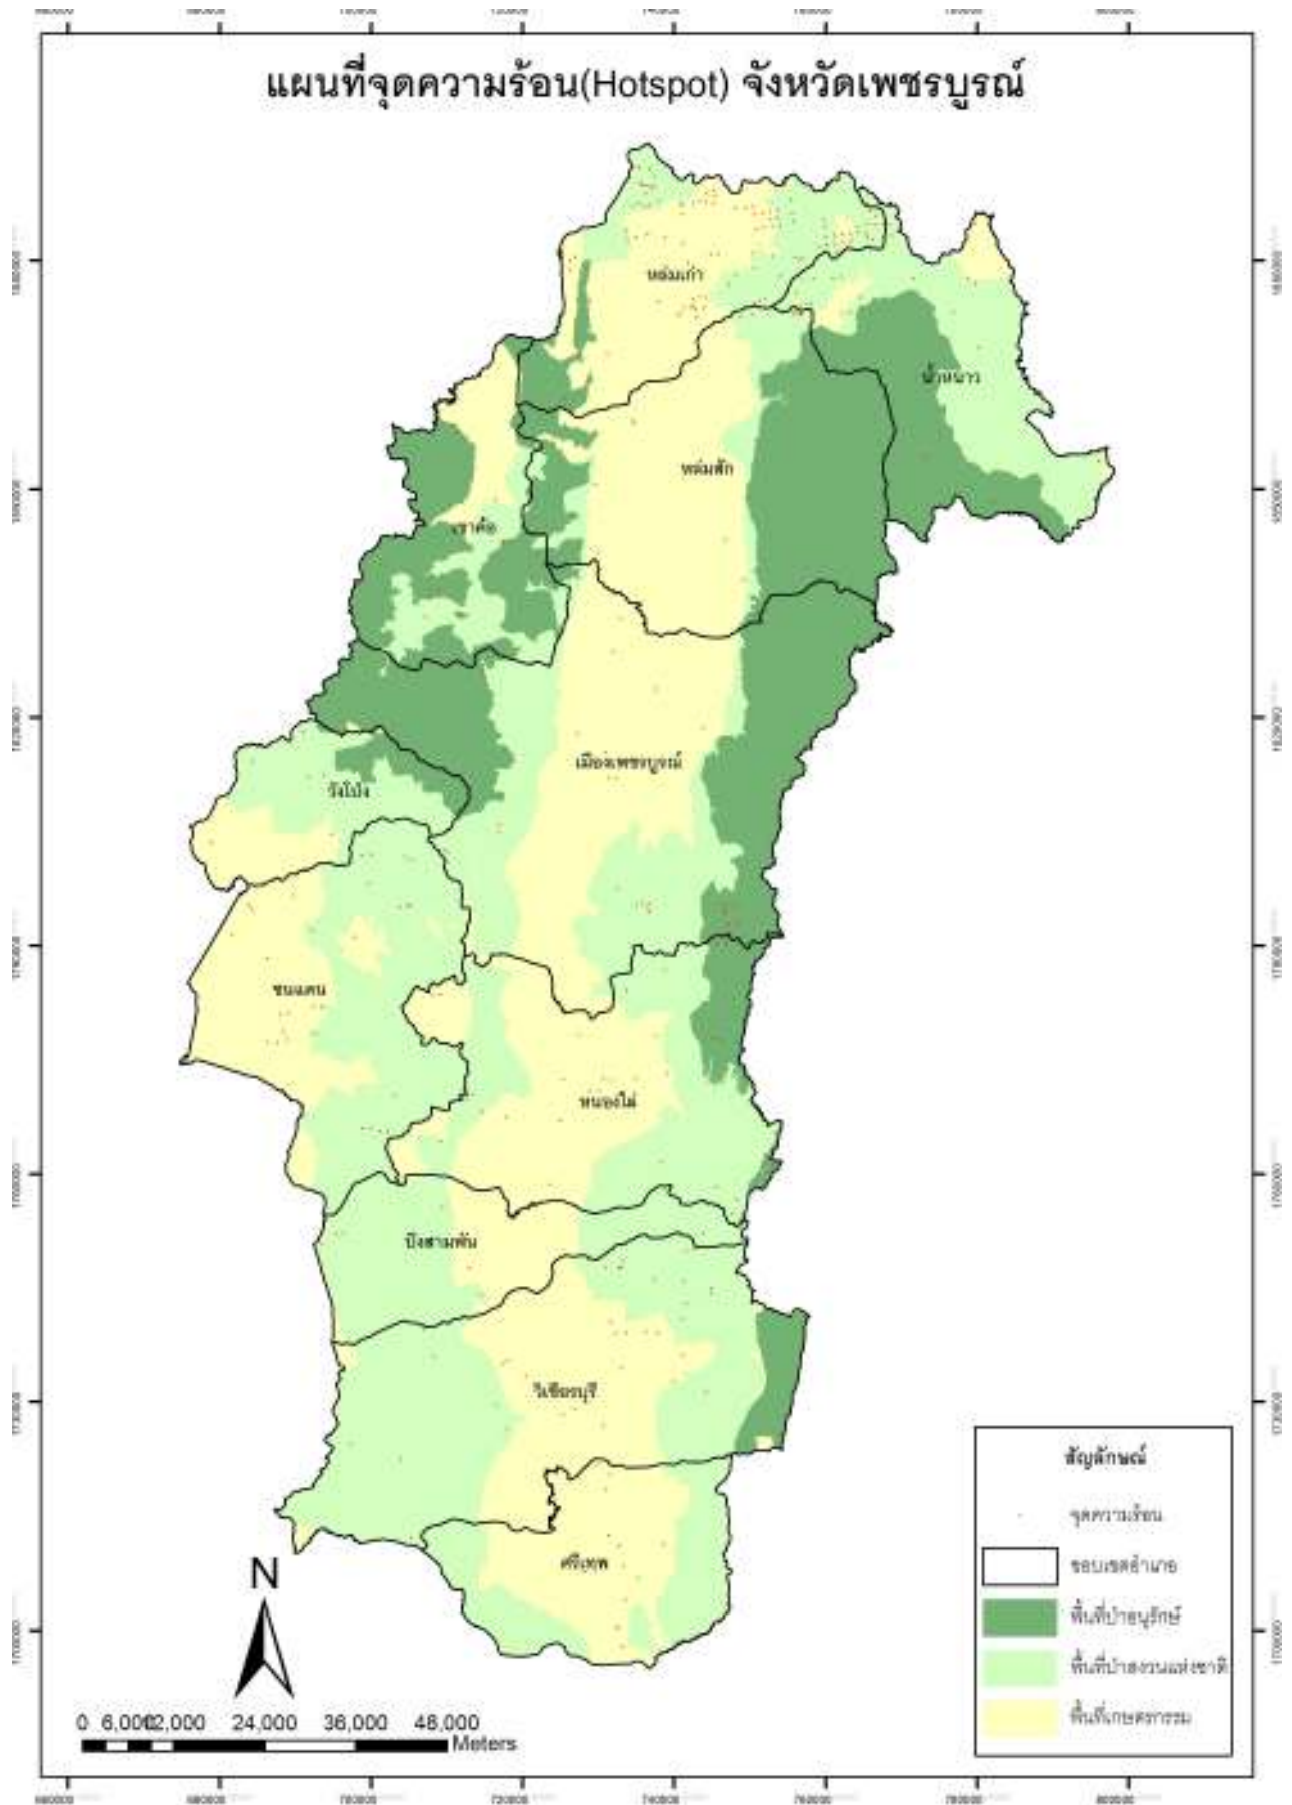 แผนที่จุดความร้อน(Hotspot) จังหวัดเพชรบูรณ์
หล่มเก่า
น้ำหนาว
หล่มสัก
เขาค้อ
เมืองเพชรบูรณ์
วังโป่ง
ชนแดน
หนองไผ่
บึงสามพัน
วิเชียรบุรี
ศรีเทพ
N
0 6,000 12,000 24,000 36,000 48,000
Meters
สัญลักษณ์
จุดความร้อน
ขอบเขตอำเภอ
พื้นที่ป่าอนุรักษ์
พื้นที่ป่าสงวนแห่งชาติ
พื้นที่เกษตรกรรม